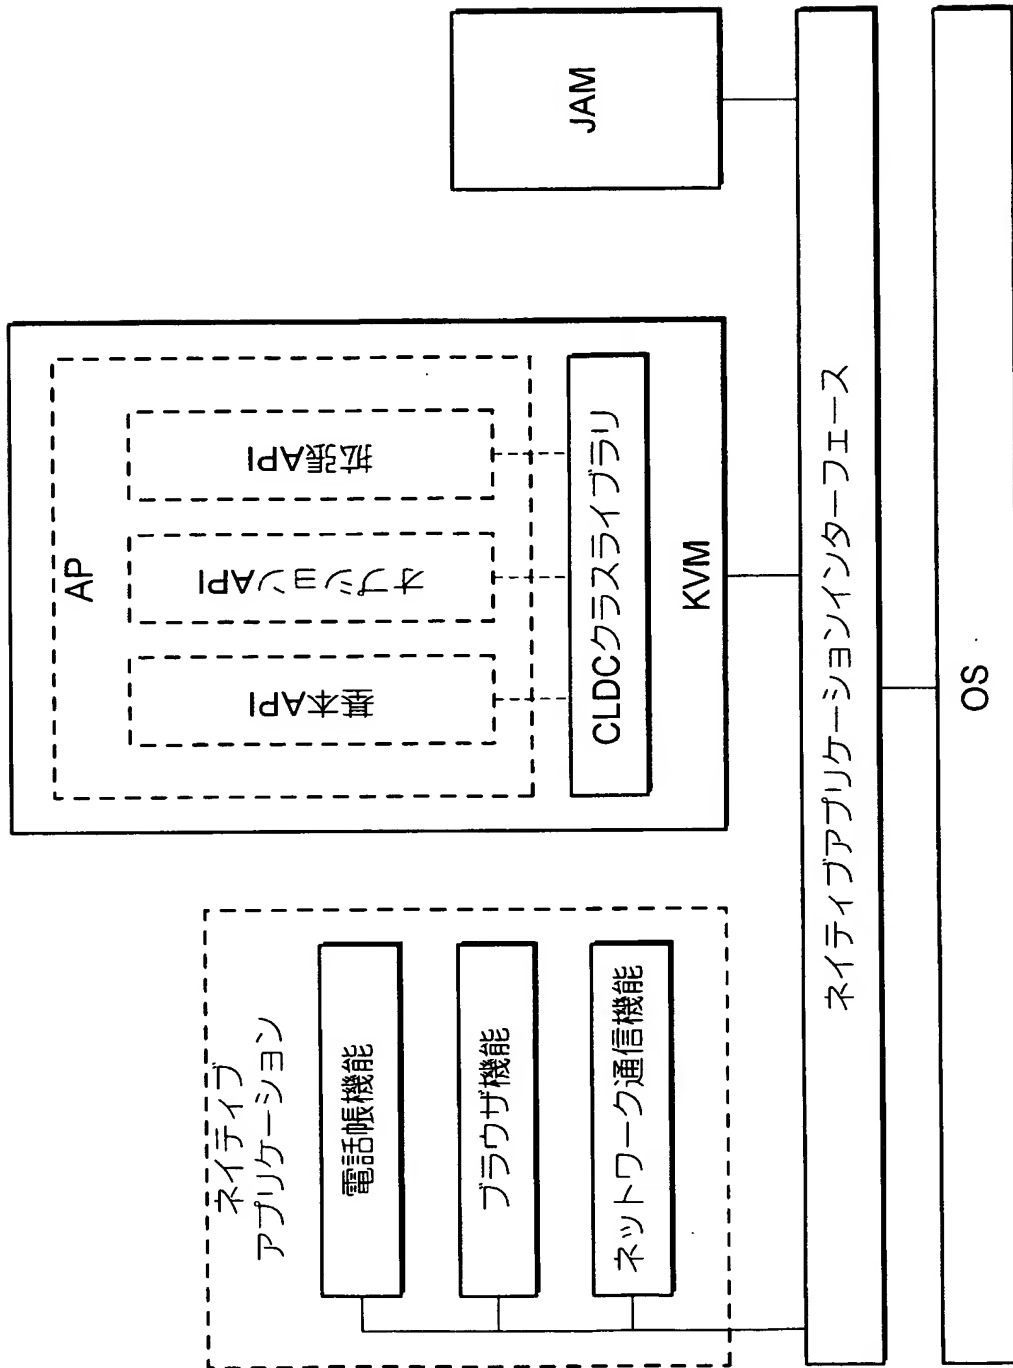 ネイティブ
アプリケーション
電話帳機能
ブラウザ機能
ネットワーク通信機能
AP
基本API
オプションAPI
拡張API
CLDCクラスライブラリ
KVM
JAM
ネイティブアプリケーションインターフェース
OS